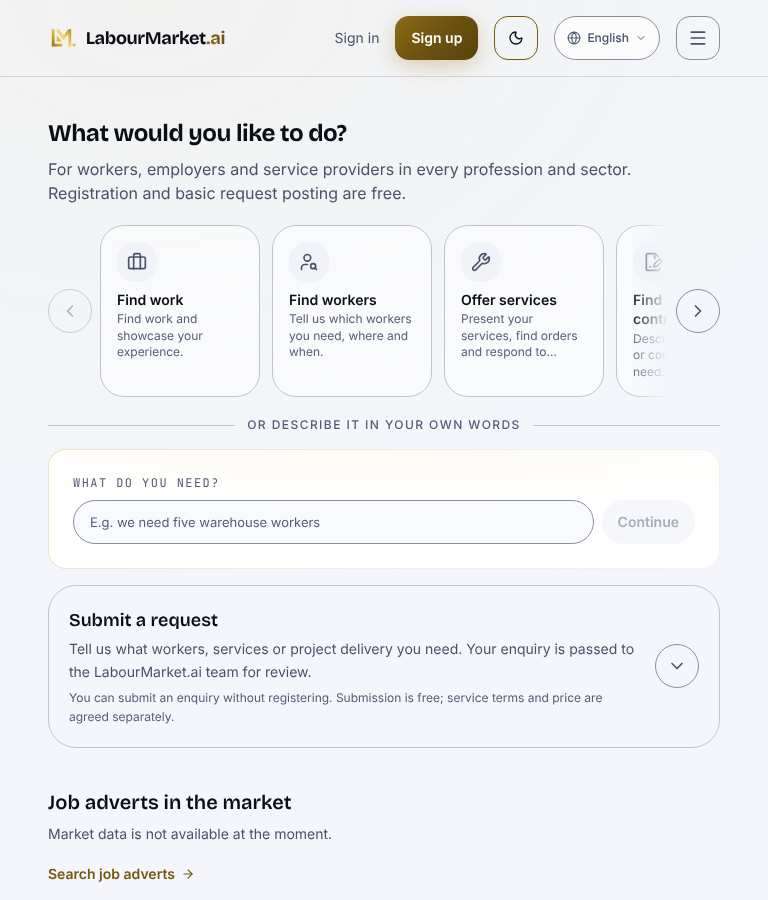 LabourMarket.ai
Sign in
Sign up
English
What would you like to do?
For workers, employers and service providers in every profession and sector.
Registration and basic request posting are free.
Find work
Find work and
showcase your
experience.
Find workers
Tell us which workers
you need, where and
when.
Offer services
Present your
services, find orders
and respond to...
Find
need.
OR DESCRIBE IT IN YOUR OWN WORDS
WHAT DO YOU NEED?
E.g. we need five warehouse workers
Continue
Submit a request
Tell us what workers, services or project delivery you need. Your enquiry is passed to
the LabourMarket.ai team for review.
You can submit an enquiry without registering. Submission is free; service terms and price are
agreed separately.
Job adverts in the market
Market data is not available at the moment.
Search job adverts →